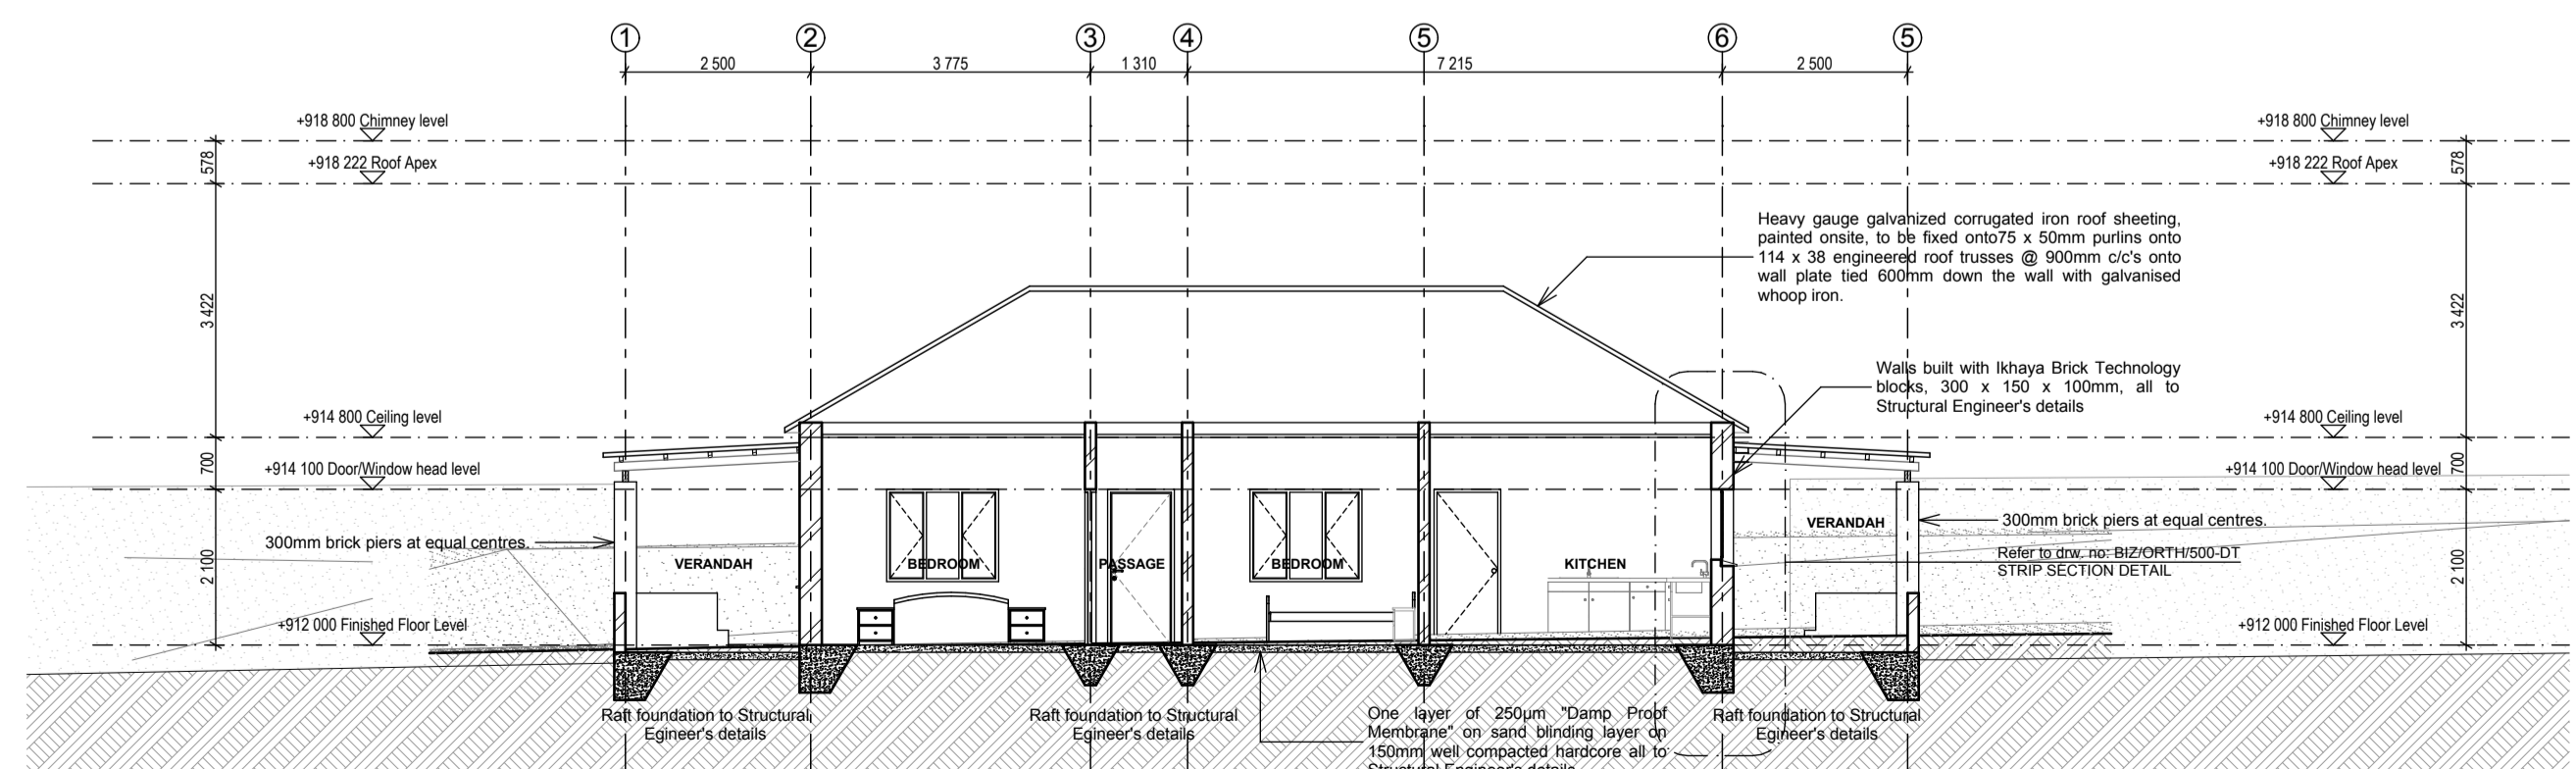 1 2 3 4 5 6 5
2 500 3 775 1 310 7 215 2 500
+918 800 Chimney level
+918 800 Chimney level
578
578
+918 222 Roof Apex
+918 222 Roof Apex
Heavy gauge galvanized corrugated iron roof sheeting,
painted onsite, to be fixed onto75 x 50mm purlins onto
114 x 38 engineered roof trusses @ 900mm c/c's onto
wall plate tied 600mm down the wall with galvanised
whoop iron.
3 422
3 422
Walls built with Ikhaya Brick Technology
blocks, 300 x 150 x 100mm, all to
Structural Engineer's details
+914 800 Ceiling level
+914 800 Ceiling level
700
700
+914 100 Door/Window head level
+914 100 Door/Window head level
300mm brick piers at equal centres.
VERANDAH
300mm brick piers at equal centres.
2 100
VERANDAH
BEDROOM
PASSAGE
BEDROOM
KITCHEN
Refer to drw. no: BIZ/ORTH/500-DT
STRIP SECTION DETAIL
2 100
+912 000 Finished Floor Level
+912 000 Finished Floor Level
Raft foundation to Structural
Egineer's details
Raft foundation to Structural
Egineer's details
One layer of 250μm "Damp Proof
Membrane" on sand blinding layer on
150mm well compacted hardcore all to
Structural Engineer's details
Raft foundation to Structural
Egineer's details